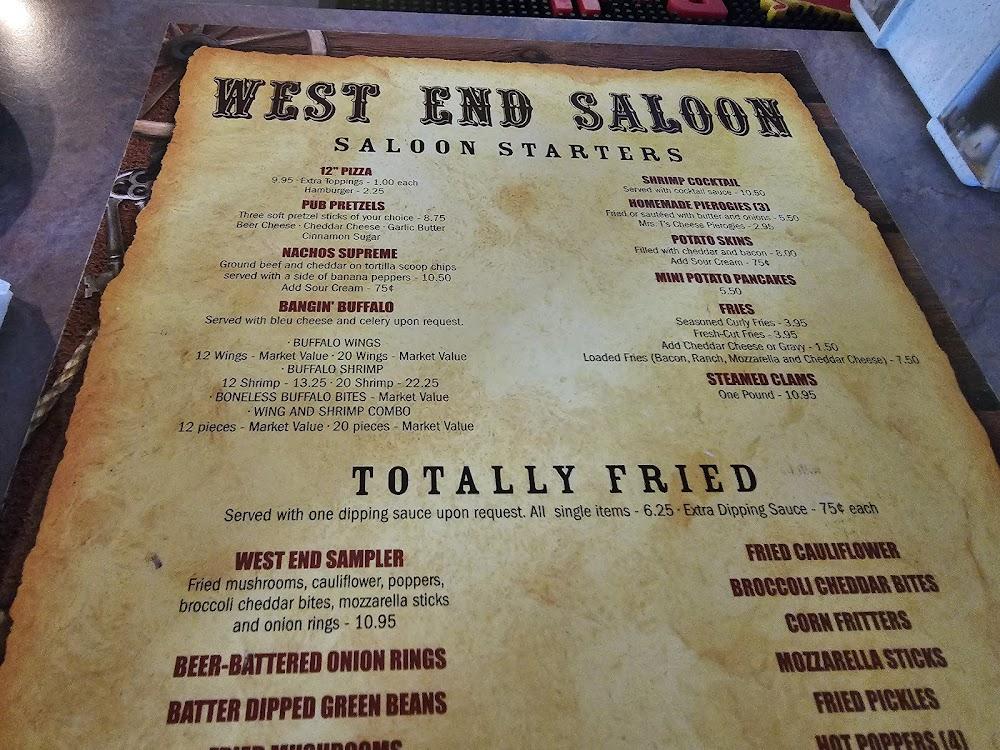 WEST END SALOON
SALOON STARTERS
12" PIZZA
9.95 · Extra Toppings - 1.00 each
Hamburger - 2.25
PUB PRETZELS
Three soft pretzel sticks of your choice - 8.75
Beer Cheese · Cheddar Cheese · Garlic Butter
Cinnamon Sugar
NACHOS SUPREME
Ground beef and cheddar on tortilla scoop chips
served with a side of banana peppers - 10.50
Add Sour Cream - 75¢
BANGIN' BUFFALO
Served with bleu cheese and celery upon request.
· BUFFALO WINGS
12 Wings - Market Value · 20 Wings - Market Value
· BUFFALO SHRIMP
12 Shrimp - 13.25 · 20 Shrimp - 22.25
· BONELESS BUFFALO BITES - Market Value
· WING AND SHRIMP COMBO
12 pieces - Market Value · 20 pieces - Market Value
SHRIMP COCKTAIL
Served with cocktail sauce - 10.50
HOMEMADE PIEROGIES (3)
Fried or sautéed with butter and onions - 5.50
Mrs. T's Cheese Pierogies - 2.95
POTATO SKINS
Filled with cheddar and bacon - 8.00
Add Sour Cream - 75¢
MINI POTATO PANCAKES
5.50
FRIES
Seasoned Curly Fries - 3.95
Fresh-Cut Fries - 3.95
Add Cheddar Cheese or Gravy - 1.50
Loaded Fries (Bacon, Ranch, Mozzarella and Cheddar Cheese) - 7.50
STEAMED CLAMS
One Pound - 10.95
TOTALLY FRIED
Served with one dipping sauce upon request. All single items - 6.25 · Extra Dipping Sauce - 75¢ each
WEST END SAMPLER
Fried mushrooms, cauliflower, poppers,
broccoli cheddar bites, mozzarella sticks
and onion rings - 10.95
BEER-BATTERED ONION RINGS
BATTER DIPPED GREEN BEANS
FRIED MUSHROOMS
FRIED CAULIFLOWER
BROCCOLI CHEDDAR BITES
CORN FRITTERS
MOZZARELLA STICKS
FRIED PICKLES
HOT POPPERS (4)